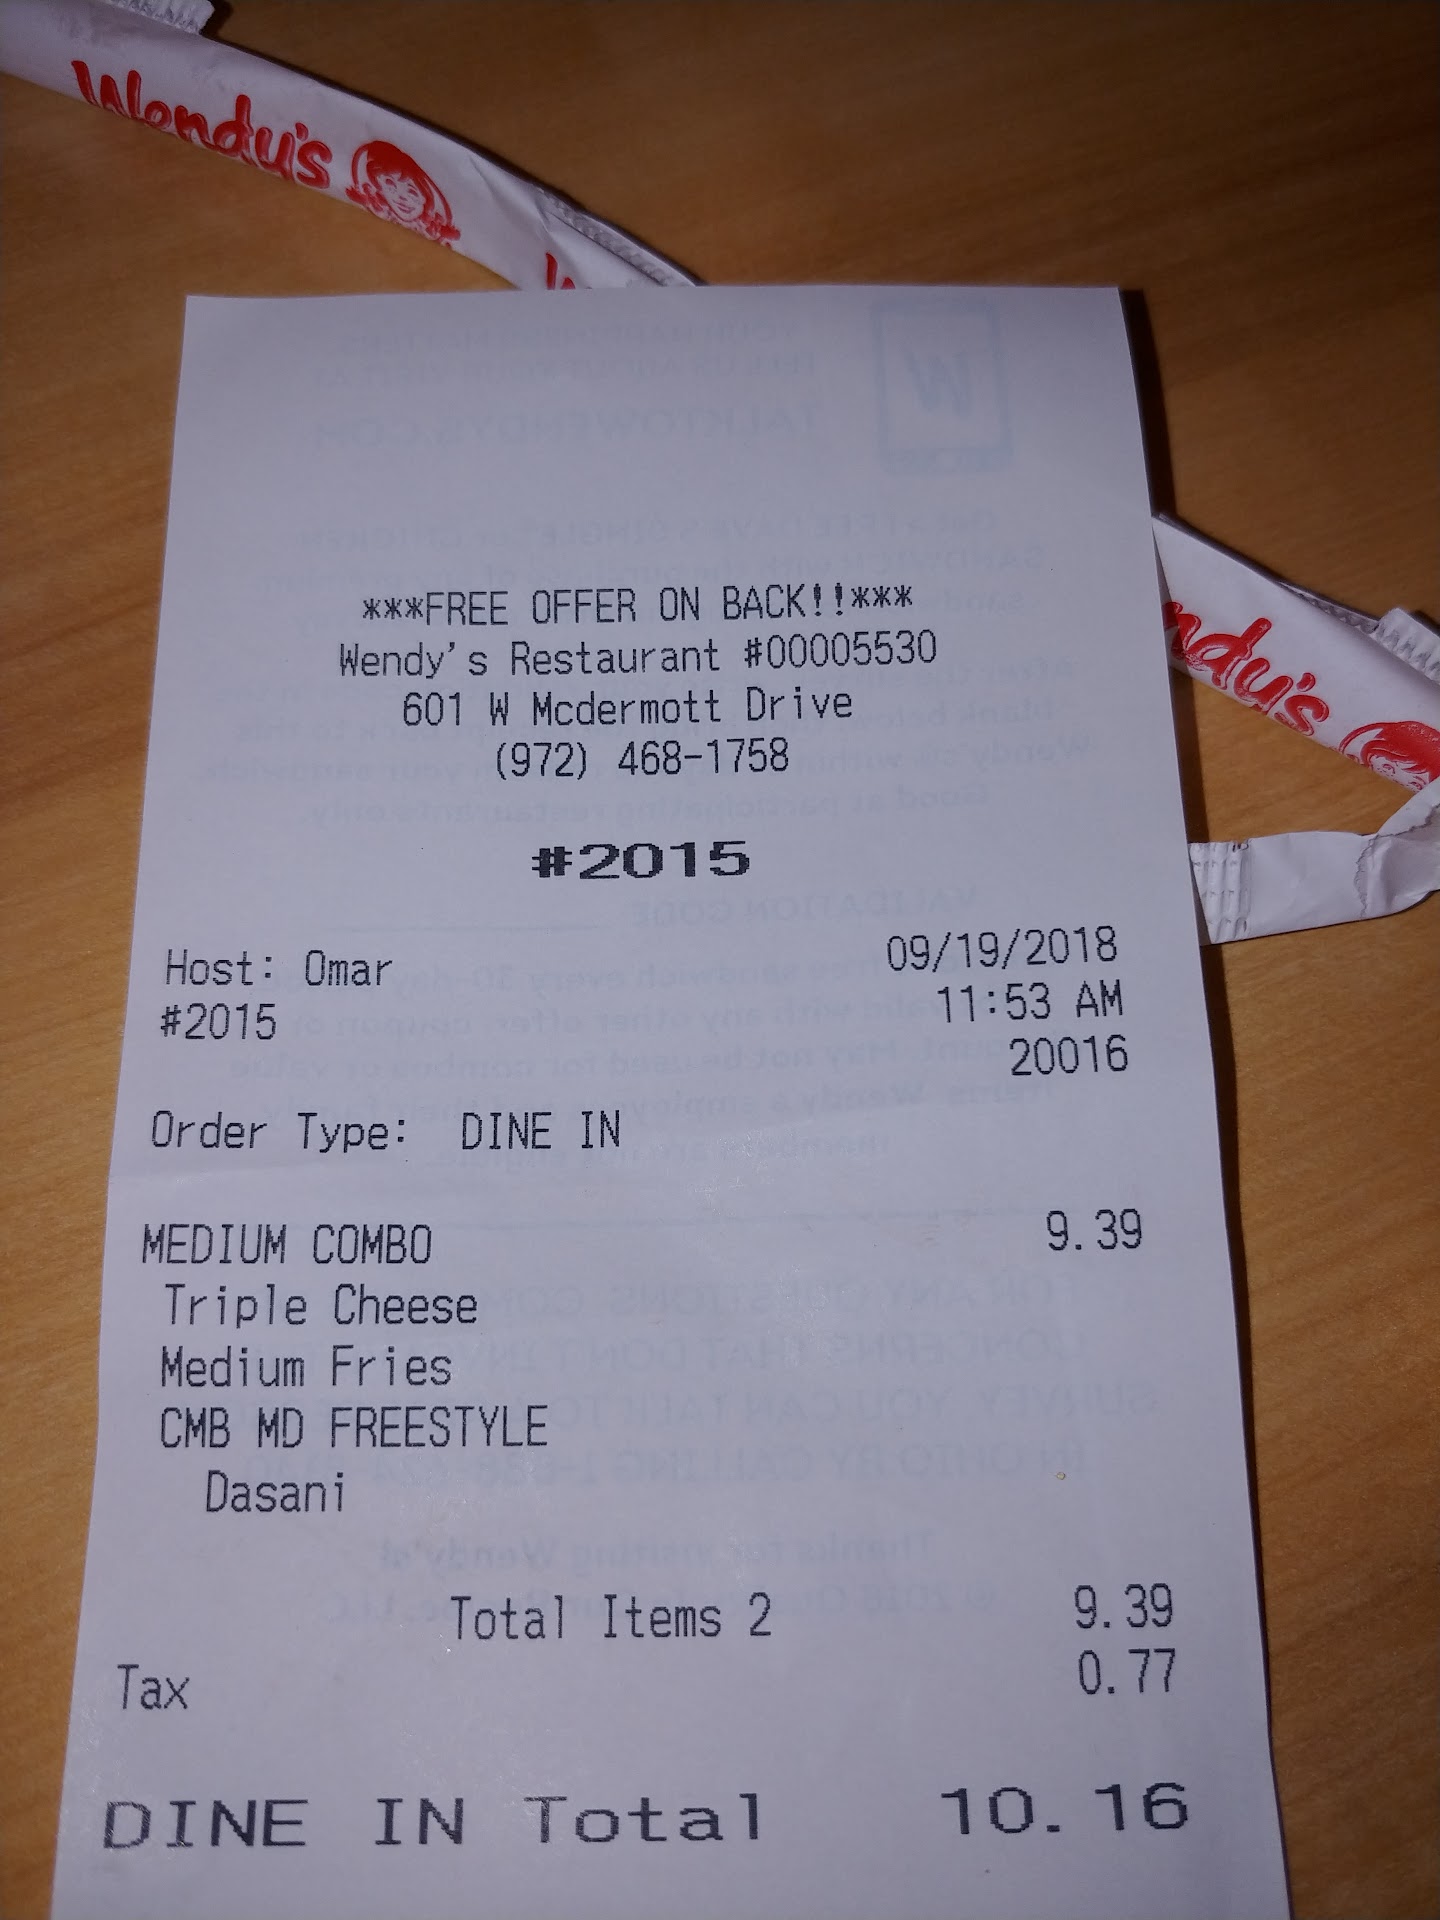 Wendy's
***FREE OFFER ON BACK!!***
Wendy's Restaurant #00005530
601 W Mcdermott Drive
(972) 468-1758
#2015
Host: Omar 09/19/2018
#2015 11:53 AM
20016
Order Type: DINE IN
MEDIUM COMBO 9.39
Triple Cheese
Medium Fries
CMB MD FREESTYLE
Dasani
Total Items 2 9.39
Tax 0.77
DINE IN Total 10.16
ndy's